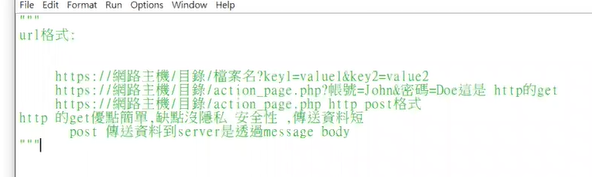 File Edit Format Run Options Window Help
"""
url格式:
https://網路主機/目錄/檔案名?key1=value1&key2=value2
https://網路主機/目錄/action_page.php?帳號=John&密碼=Doe這是 http的get
https://網路主機/目錄/action_page.php http post格式
http 的get優點簡單,缺點沒隱私 安全性 ,傳送資料短
post 傳送資料到server是透過message body
"""